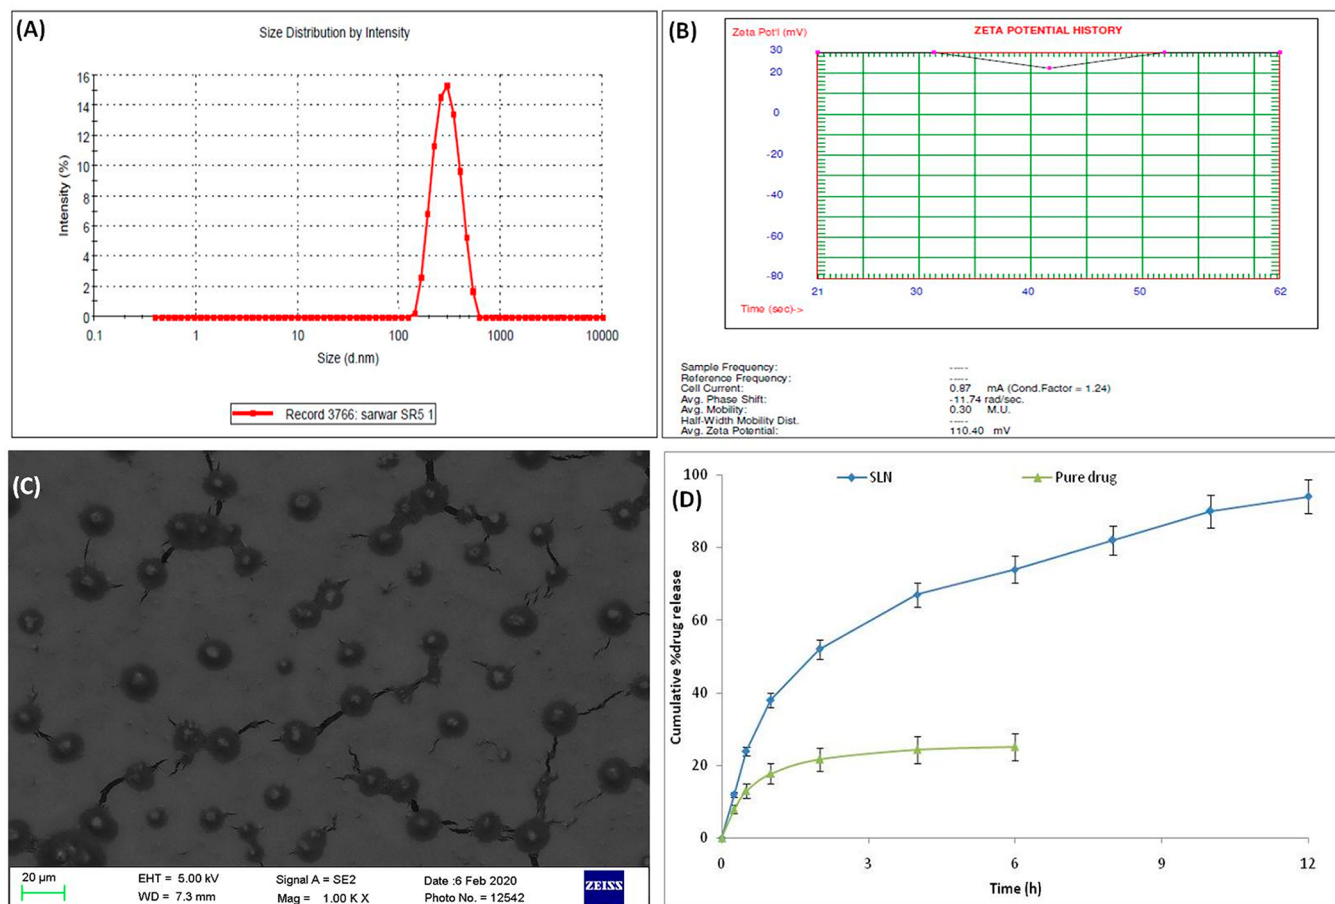 (A)
Size Distribution by Intensity
Intensity (%)
16
14
12
10
8
6
4
2
0
0.1 1 10 100 1000 10000
Size (d.nm)
Record 3766: sarwar SR5 1
(B)
Zeta Pot'l (mV) ZETA POTENTIAL HISTORY
30
20
0
-20
-40
-60
-80
21 30 40 50 62
Time (sec)->
Sample Frequency: -----
Reference Frequency: -----
Cell Current: 0.87 mA (Cond.Factor = 1.24)
Avg. Phase Shift: -11.74 rad/sec.
Avg. Mobility: 0.30 M.U.
Half-Width Mobility Dist. -----
Avg. Zeta Potential: 110.40 mV
(C)
20 µm
EHT = 5.00 kV Signal A = SE2 Date :6 Feb 2020
WD = 7.3 mm Mag = 1.00 K X Photo No. = 12542
ZEISS
(D)
SLN Pure drug
Cumulative %drug release
100
80
60
40
20
0
0 3 6 9 12
Time (h)